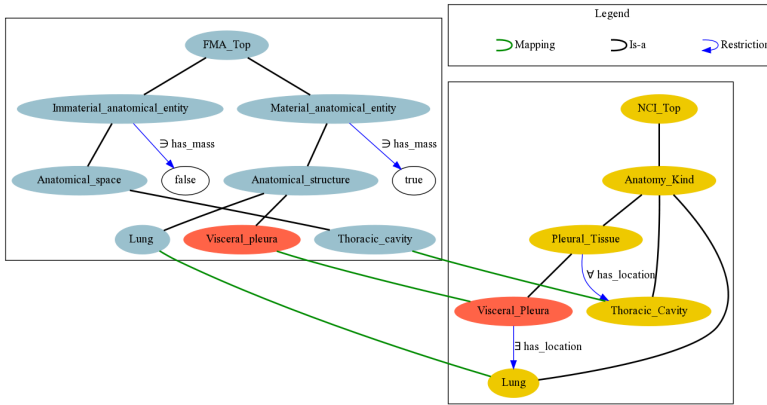 Legend
Mapping
Is-a
Restriction
FMA_Top
Immaterial_anatomical_entity
Material_anatomical_entity
∋ has_mass
∋ has_mass
Anatomical_space
false
Anatomical_structure
true
Lung
Visceral_pleura
Thoracic_cavity
NCI_Top
Anatomy_Kind
Pleural_Tissue
∀ has_location
Visceral_Pleura
Thoracic_Cavity
∃ has_location
Lung